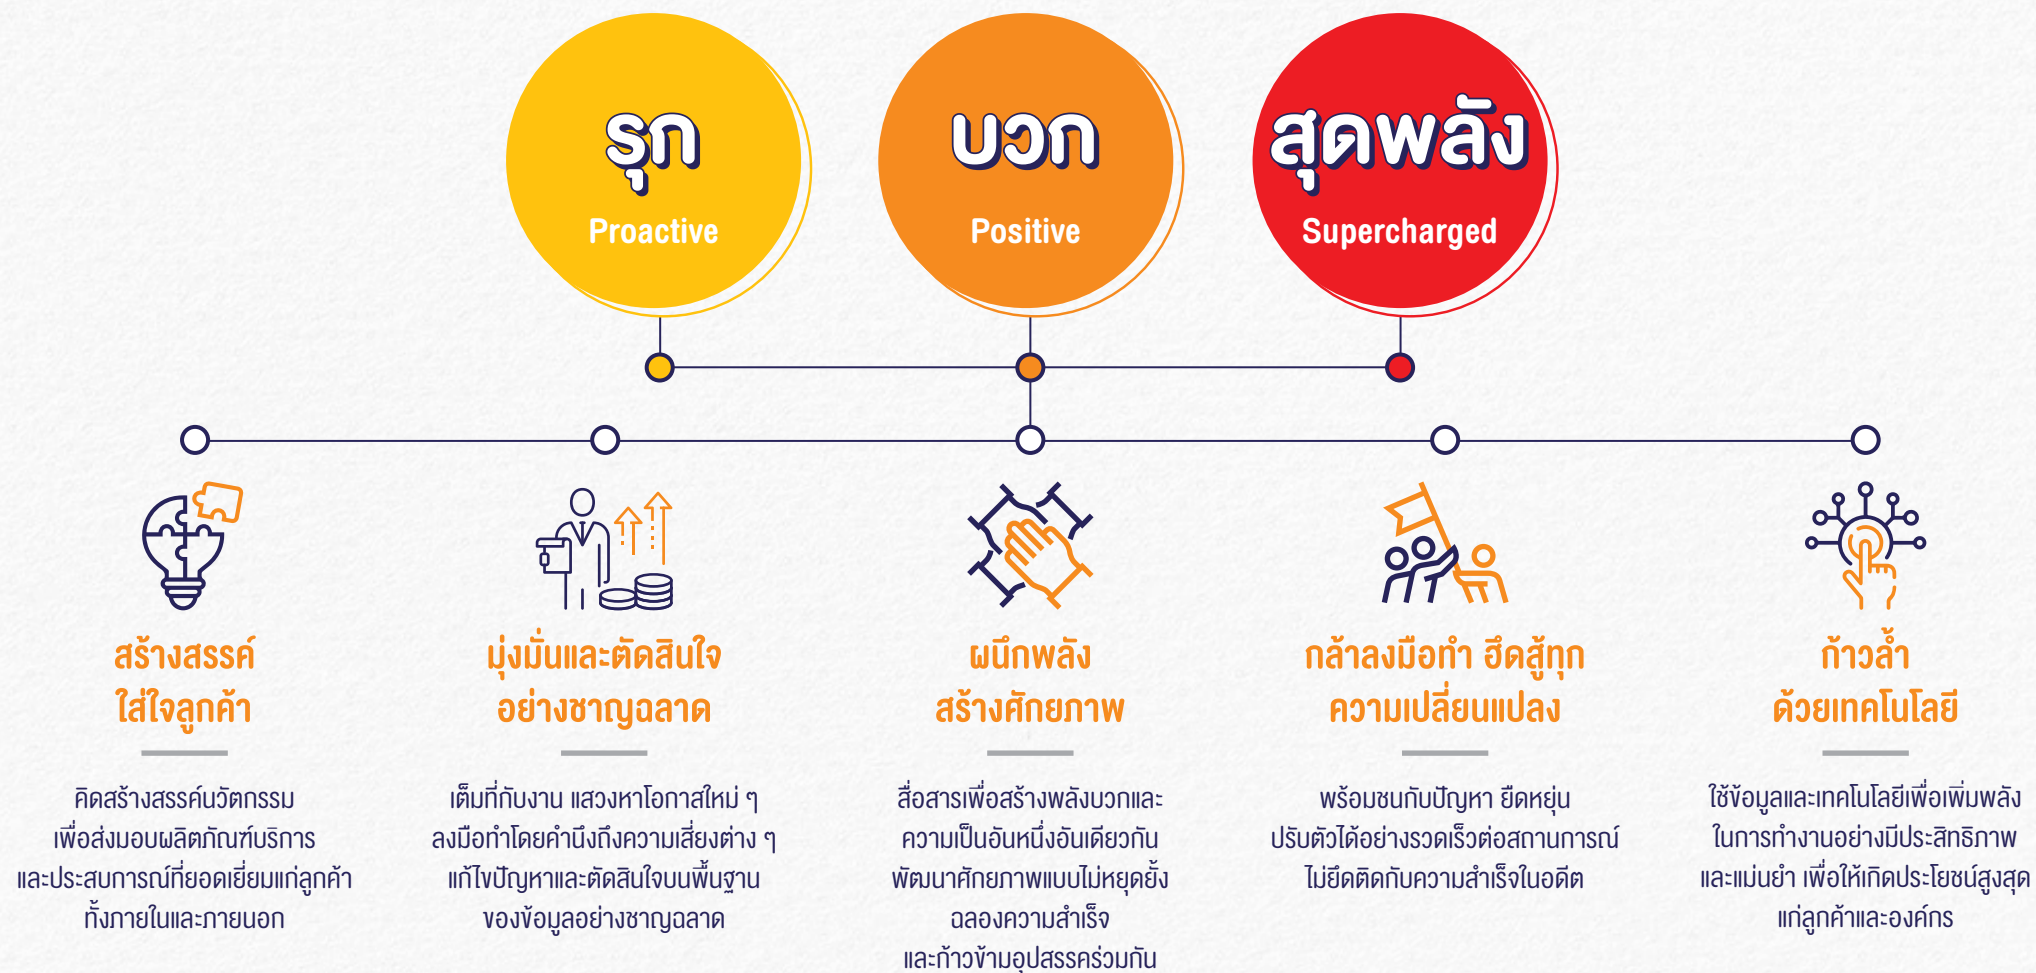 รุก
Proactive
บวก
Positive
สุดพลัง
Supercharged
สร้างสรรค์
ใส่ใจลูกค้า
คิดสร้างสรรค์นวัตกรรม
เพื่อส่งมอบผลิตภัณฑ์บริการ
และประสบการณ์ที่ยอดเยี่ยมแก่ลูกค้า
ทั้งภายในและภายนอก
มุ่งมั่นและตัดสินใจ
อย่างชาญฉลาด
เต็มที่กับงาน แสวงหาโอกาสใหม่ ๆ
ลงมือทำโดยคำนึงถึงความเสี่ยงต่าง ๆ
แก้ไขปัญหาและตัดสินใจบนพื้นฐาน
ของข้อมูลอย่างชาญฉลาด
ผนึกพลัง
สร้างศักยภาพ
สื่อสารเพื่อสร้างพลังบวกและ
ความเป็นอันหนึ่งอันเดียวกัน
พัฒนาศักยภาพแบบไม่หยุดยั้ง
ฉลองความสำเร็จ
และก้าวข้ามอุปสรรคร่วมกัน
กล้าลงมือทำ ฮึดสู้ทุก
ความเปลี่ยนแปลง
พร้อมชนกับปัญหา ยืดหยุ่น
ปรับตัวได้อย่างรวดเร็วต่อสถานการณ์
ไม่ยึดติดกับความสำเร็จในอดีต
ก้าวล้ำ
ด้วยเทคโนโลยี
ใช้ข้อมูลและเทคโนโลยีเพื่อเพิ่มพลัง
ในการทำงานอย่างมีประสิทธิภาพ
และแม่นยำ เพื่อให้เกิดประโยชน์สูงสุด
แก่ลูกค้าและองค์กร